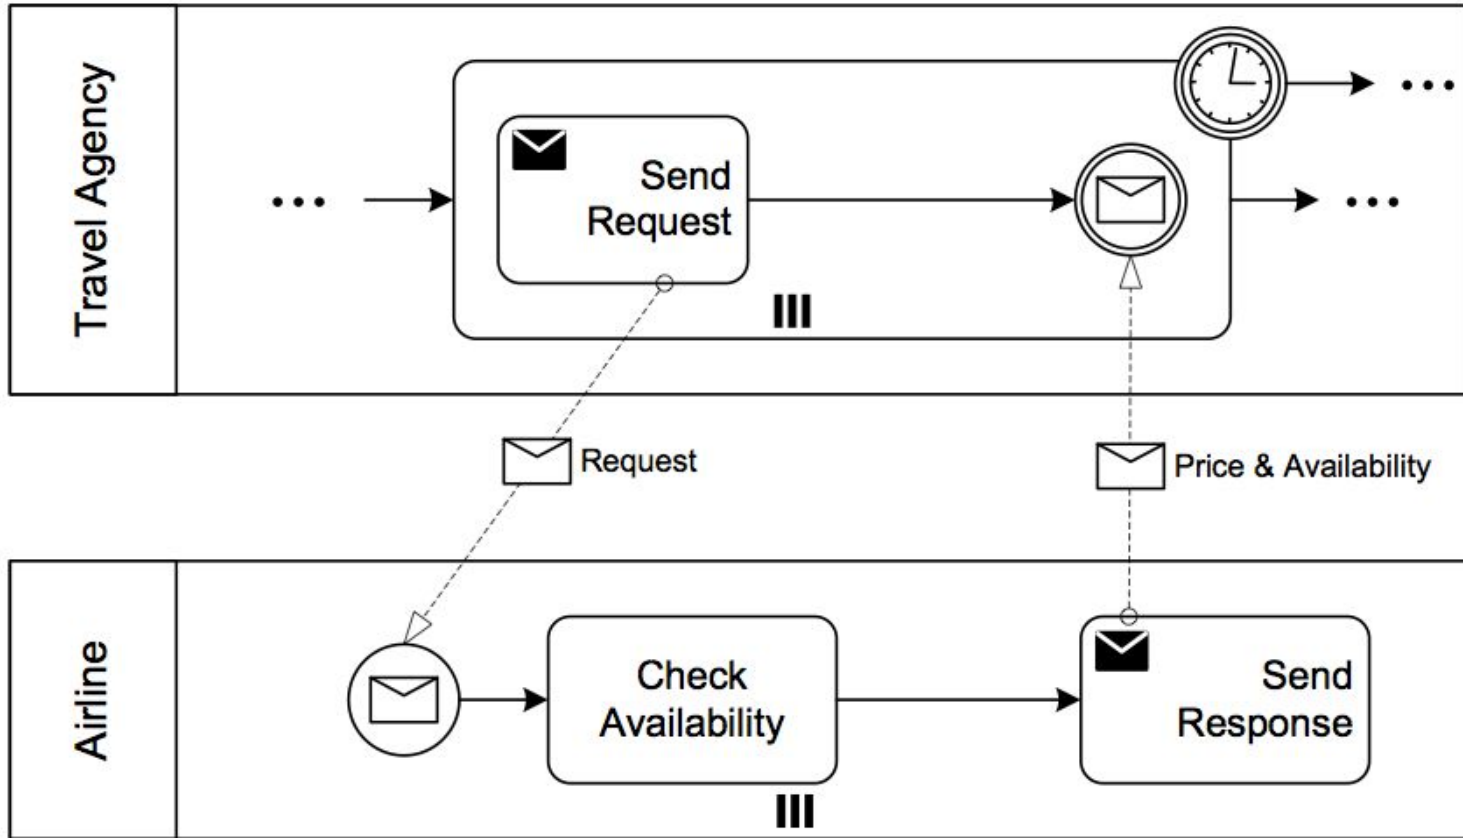 Travel Agency
Send
Request
Request
Price & Availability
Airline
Check
Availability
Send
Response